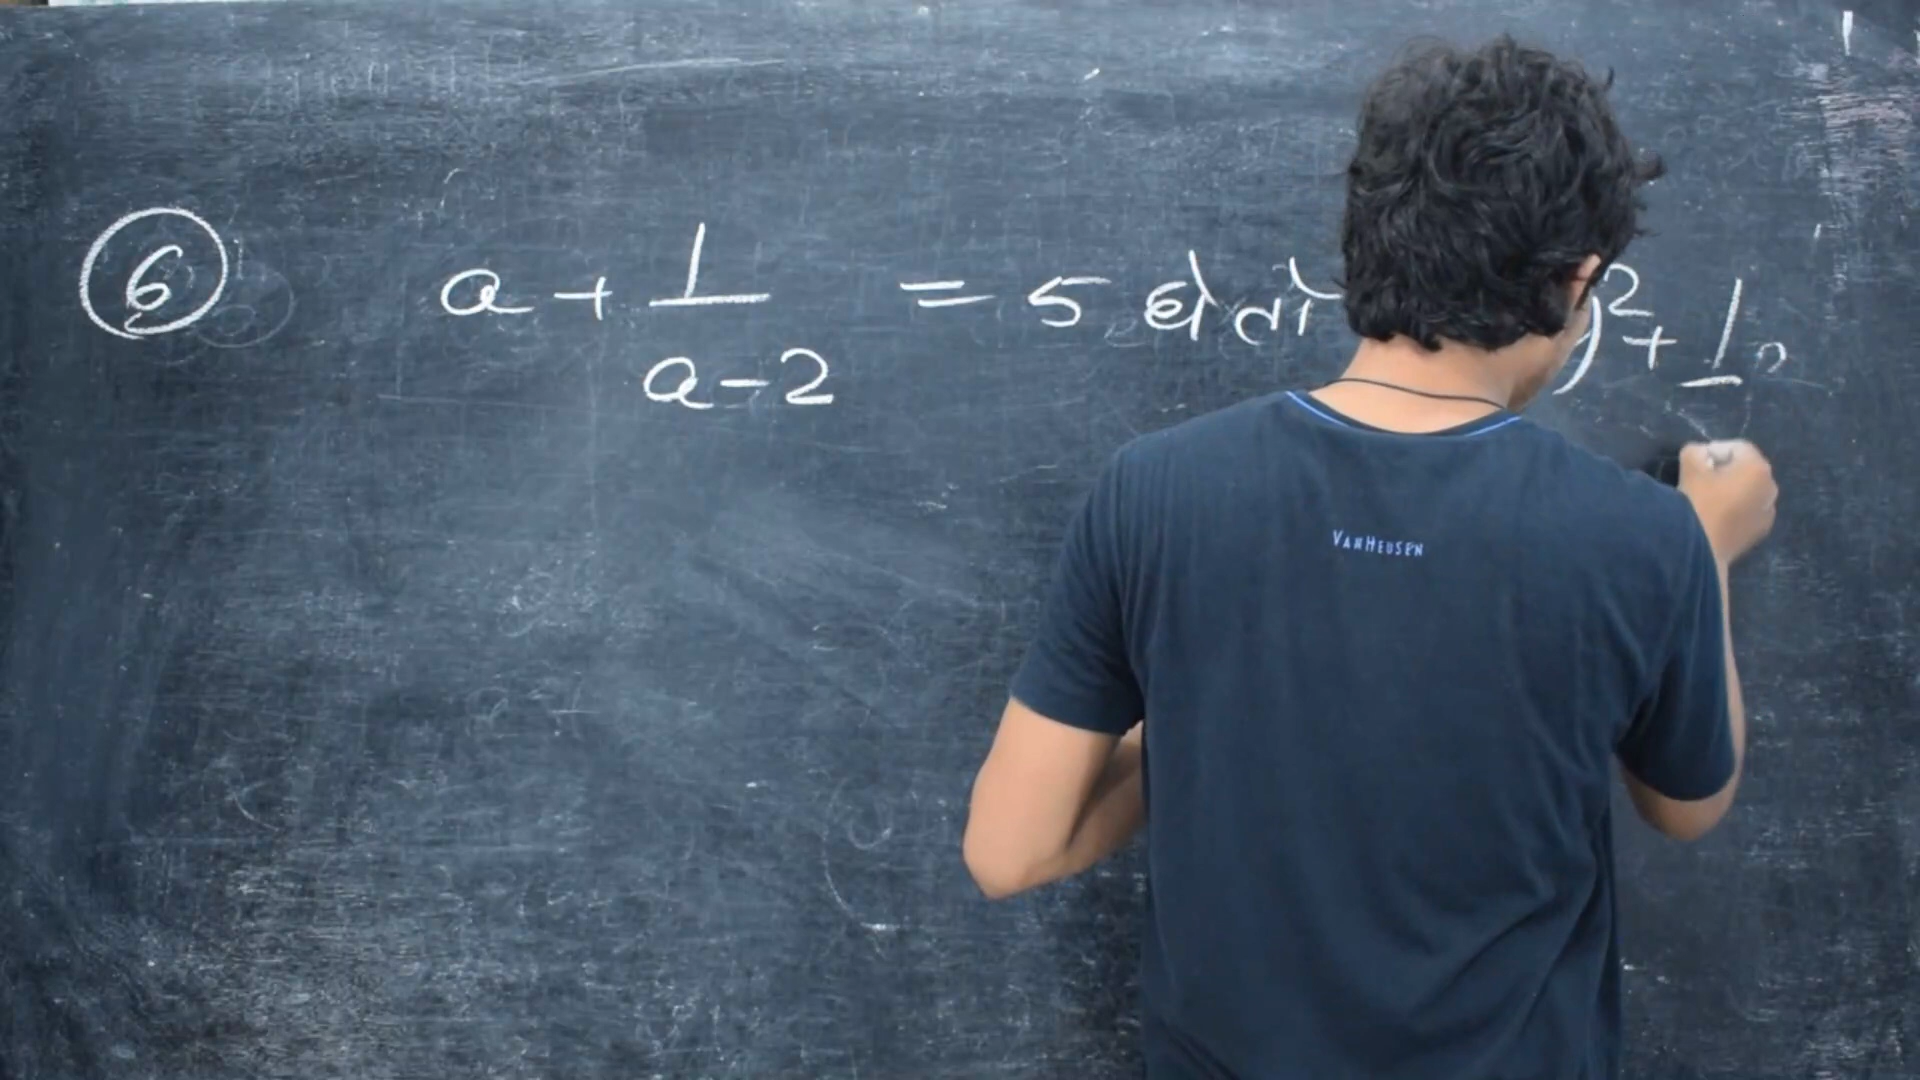 6 a + 1/(a-2) = 5 હોતો )² + 1
VANHEUSEN